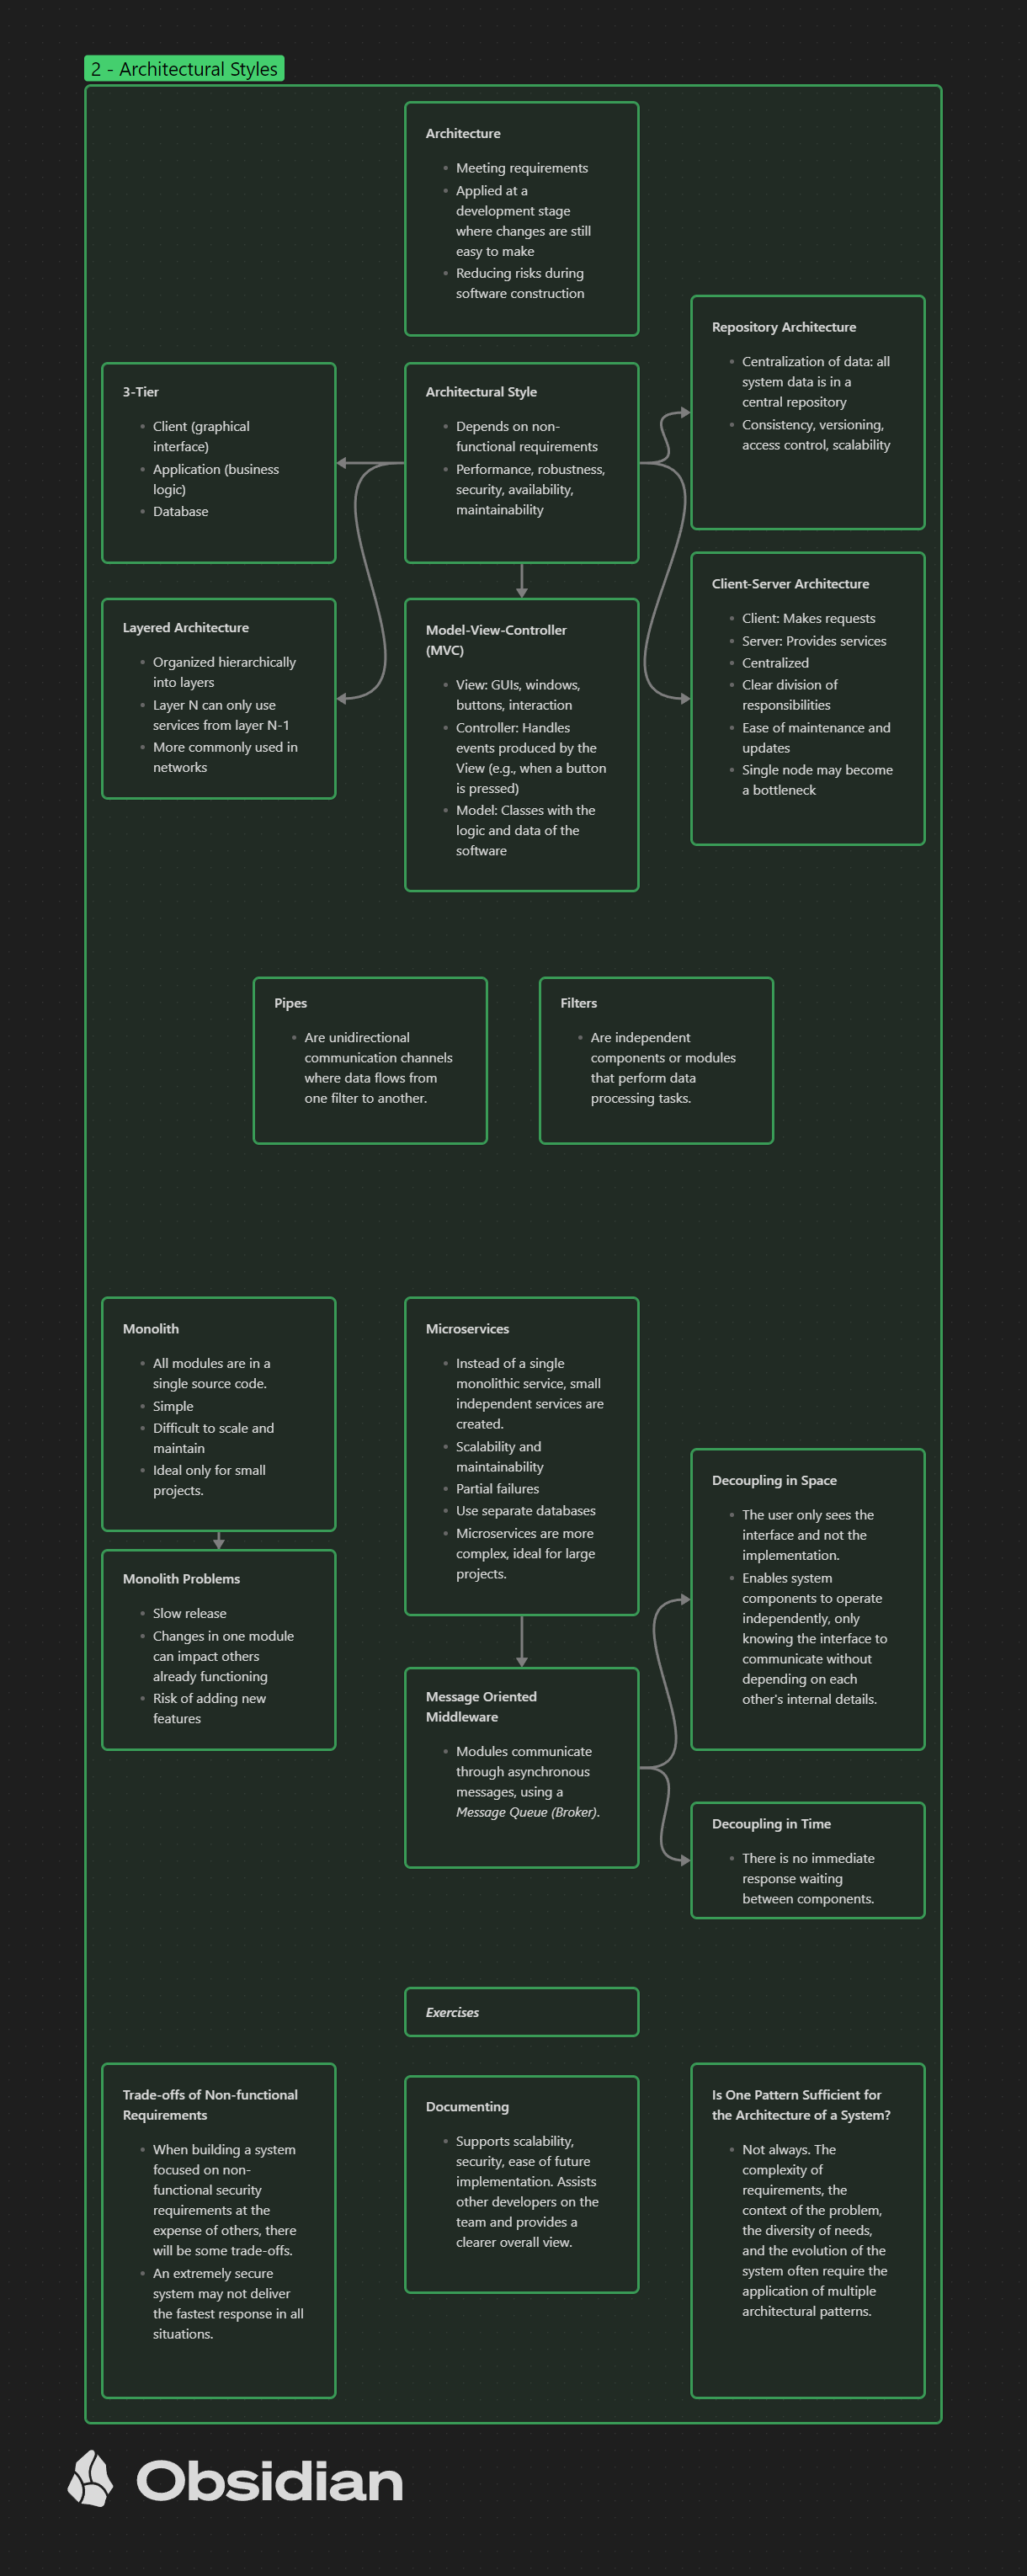 2 - Architectural Styles
Architecture
Meeting requirements
Applied at a
development stage
where changes are still
easy to make
Reducing risks during
software construction
3-Tier
Client (graphical
interface)
Application (business
logic)
Database
Architectural Style
Depends on non-
functional requirements
Performance, robustness,
security, availability,
maintainability
Repository Architecture
Centralization of data: all
system data is in a
central repository
Consistency, versioning,
access control, scalability
Layered Architecture
Organized hierarchically
into layers
Layer N can only use
services from layer N-1
More commonly used in
networks
Model-View-Controller
(MVC)
View: GUIs, windows,
buttons, interaction
Controller: Handles
events produced by the
View (e.g., when a button
is pressed)
Model: Classes with the
logic and data of the
software
Client-Server Architecture
Client: Makes requests
Server: Provides services
Centralized
Clear division of
responsibilities
Ease of maintenance and
updates
Single node may become
a bottleneck
Pipes
Are unidirectional
communication channels
where data flows from
one filter to another.
Filters
Are independent
components or modules
that perform data
processing tasks.
Monolith
All modules are in a
single source code.
Simple
Difficult to scale and
maintain
Ideal only for small
projects.
Monolith Problems
Slow release
Changes in one module
can impact others
already functioning
Risk of adding new
features
Microservices
Instead of a single
monolithic service, small
independent services are
created.
Scalability and
maintainability
Partial failures
Use separate databases
Microservices are more
complex, ideal for large
projects.
Message Oriented
Middleware
Modules communicate
through asynchronous
messages, using a
Message Queue (Broker).
Decoupling in Space
The user only sees the
interface and not the
implementation.
Enables system
components to operate
independently, only
knowing the interface to
communicate without
depending on each
other's internal details.
Decoupling in Time
There is no immediate
response waiting
between components.
Exercises
Trade-offs of Non-functional
Requirements
When building a system
focused on non-
functional security
requirements at the
expense of others, there
will be some trade-offs.
An extremely secure
system may not deliver
the fastest response in all
situations.
Documenting
Supports scalability,
security, ease of future
implementation. Assists
other developers on the
team and provides a
clearer overall view.
Is One Pattern Sufficient for
the Architecture of a System?
Not always. The
complexity of
requirements, the
context of the problem,
the diversity of needs,
and the evolution of the
system often require the
application of multiple
architectural patterns.
Obsidian